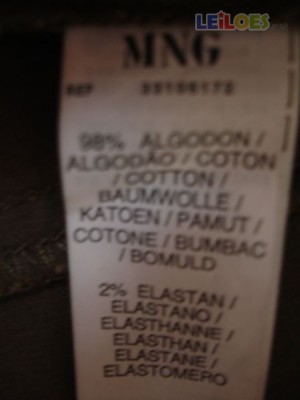 LEILOES
MNG
REF 33106172
98% ALGODON /
ALGODÃO / COTON
/ COTTON /
BAUMWOLLE /
KATOEN / PAMUT /
COTONE / BUMBAC
/ BOMULD
2% ELASTAN /
ELASTANO /
ELASTHANNE /
ELASTHAN /
ELASTANE /
ELASTOMERO